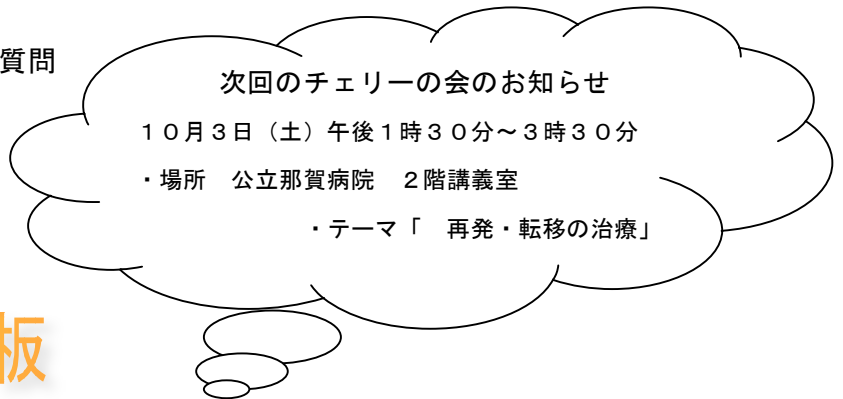 質問
次回のチェリーの会のお知らせ
１０月３日（土）午後１時３０分～３時３０分
・場所　公立那賀病院　２階講義室
・テーマ「　再発・転移の治療」
板